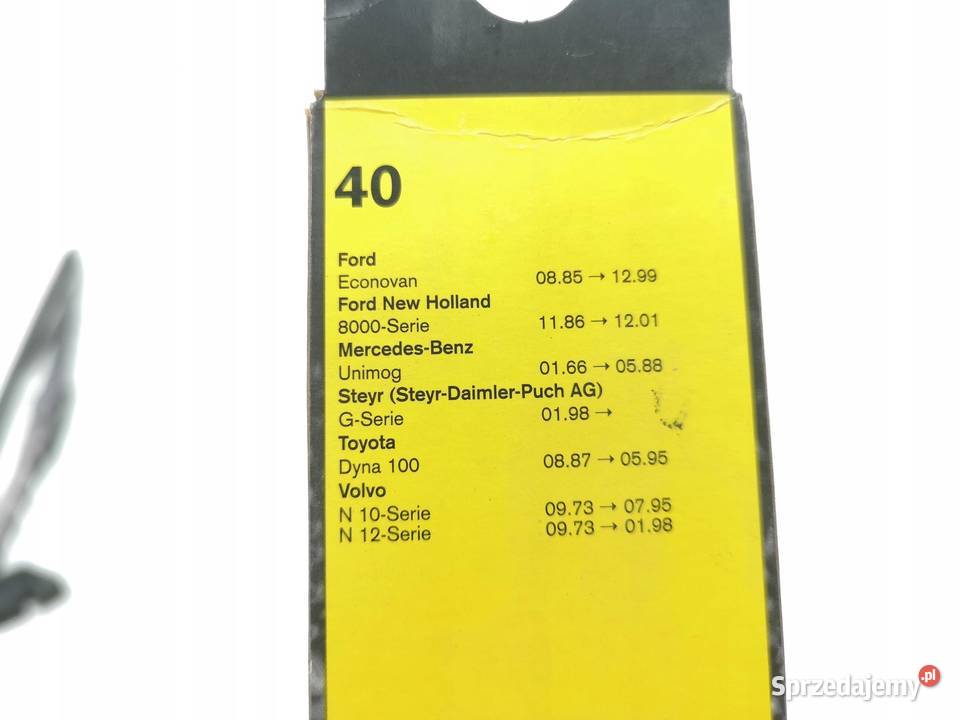 40
Ford
Econovan 08.85 → 12.99
Ford New Holland
8000-Serie 11.86 → 12.01
Mercedes-Benz
Unimog 01.66 → 05.88
Steyr (Steyr-Daimler-Puch AG)
G-Serie 01.98 →
Toyota
Dyna 100 08.87 → 05.95
Volvo
N 10-Serie 09.73 → 07.95
N 12-Serie 09.73 → 01.98
Sprzedajemy.pl